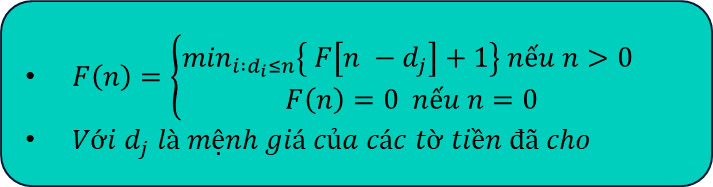 • F(n) = {min_{i:d_i≤n}{ F[n − d_j] + 1} nếu n > 0
F(n) = 0 nếu n = 0
• Với d_j là mệnh giá của các tờ tiền đã cho